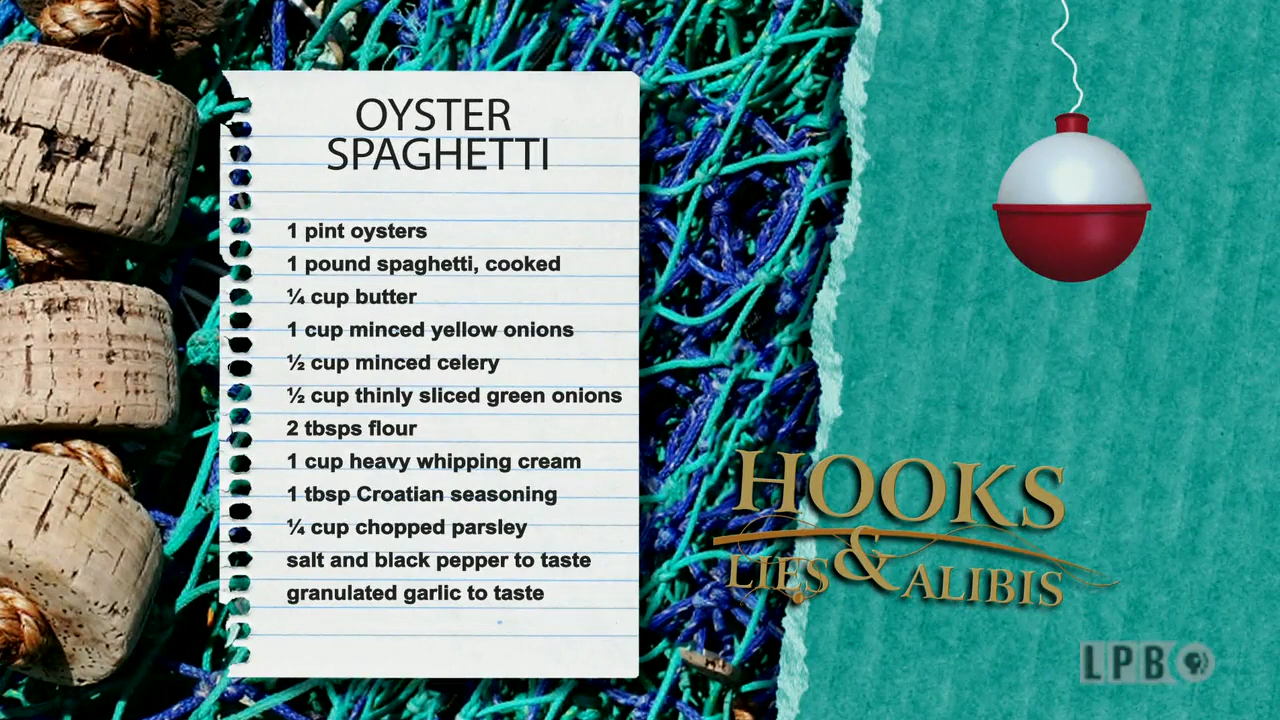 OYSTER
SPAGHETTI
1 pint oysters
1 pound spaghetti, cooked
¼ cup butter
1 cup minced yellow onions
½ cup minced celery
½ cup thinly sliced green onions
2 tbsps flour
1 cup heavy whipping cream
1 tbsp Croatian seasoning
¼ cup chopped parsley
salt and black pepper to taste
granulated garlic to taste
HOOKS
LIES & ALIBIS
LPB